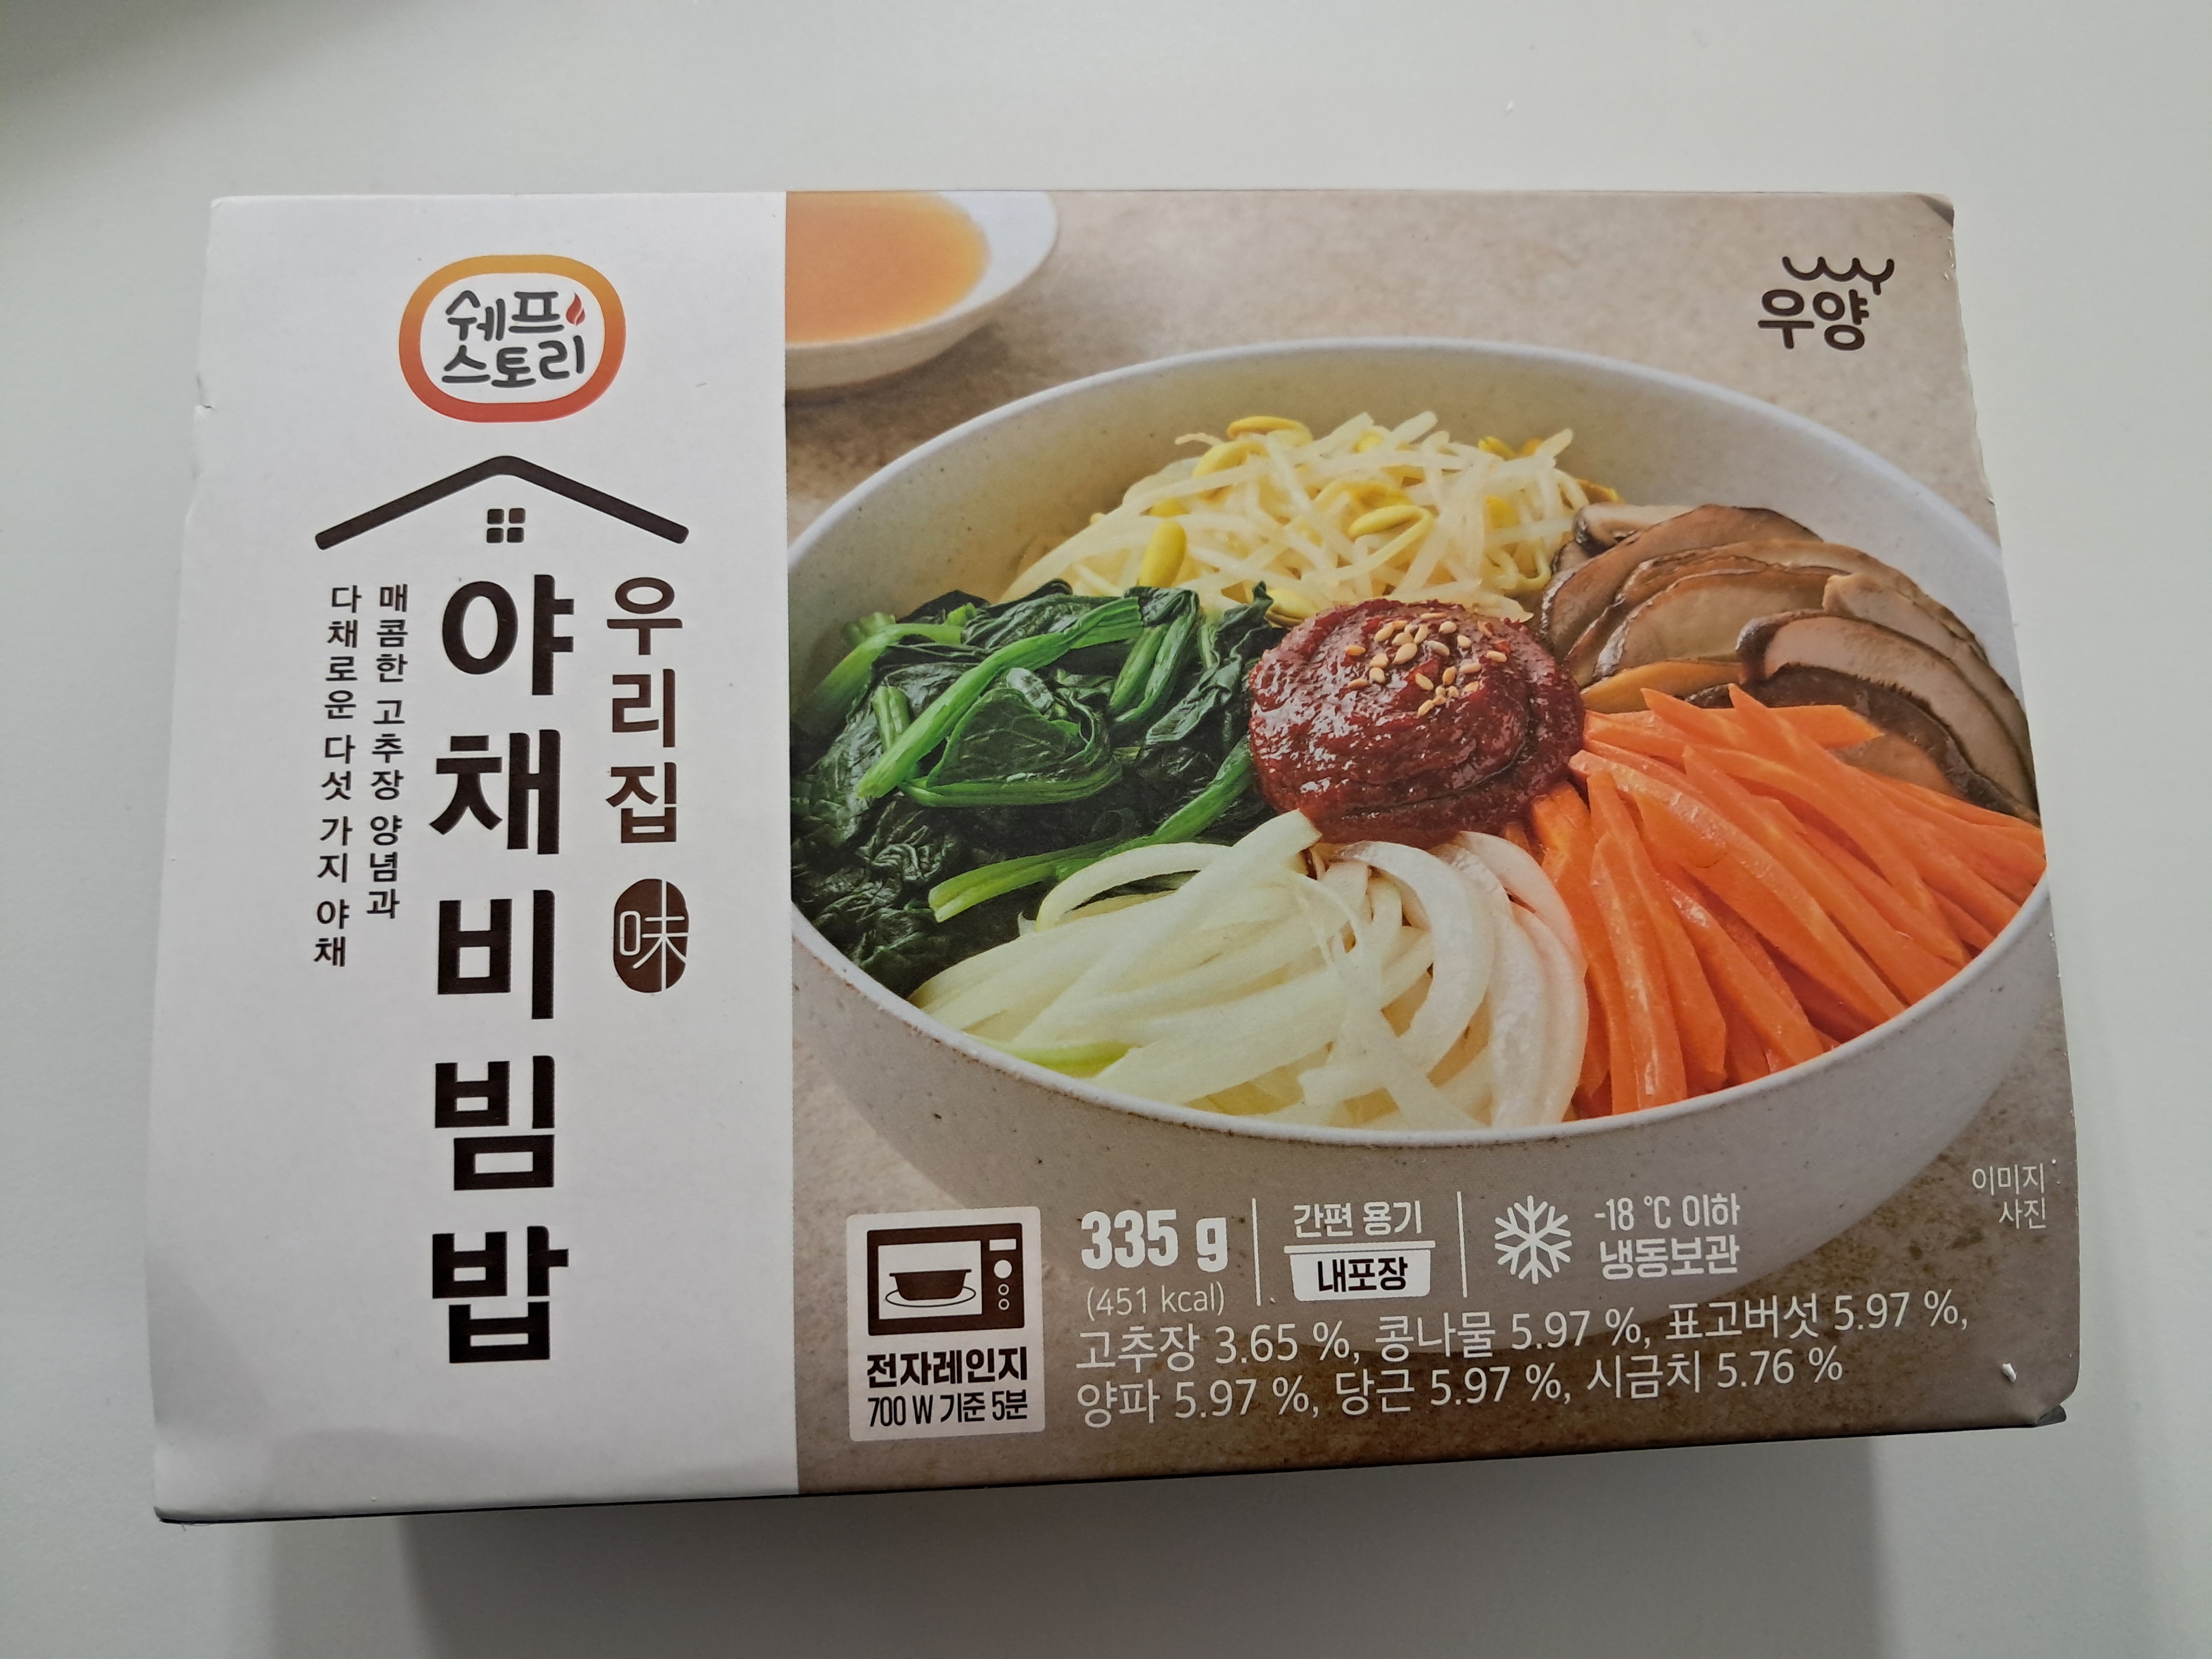 쉐프
스토리
우양
우리집 味
야채비빔밥
매콤한 고추장 양념과
다채로운 다섯 가지 야채
전자레인지
700 W 기준 5분
335 g
(451 kcal)
간편 용기
내포장
-18 ℃ 이하
냉동보관
이미지
사진
고추장 3.65 %, 콩나물 5.97 %, 표고버섯 5.97 %,
양파 5.97 %, 당근 5.97 %, 시금치 5.76 %